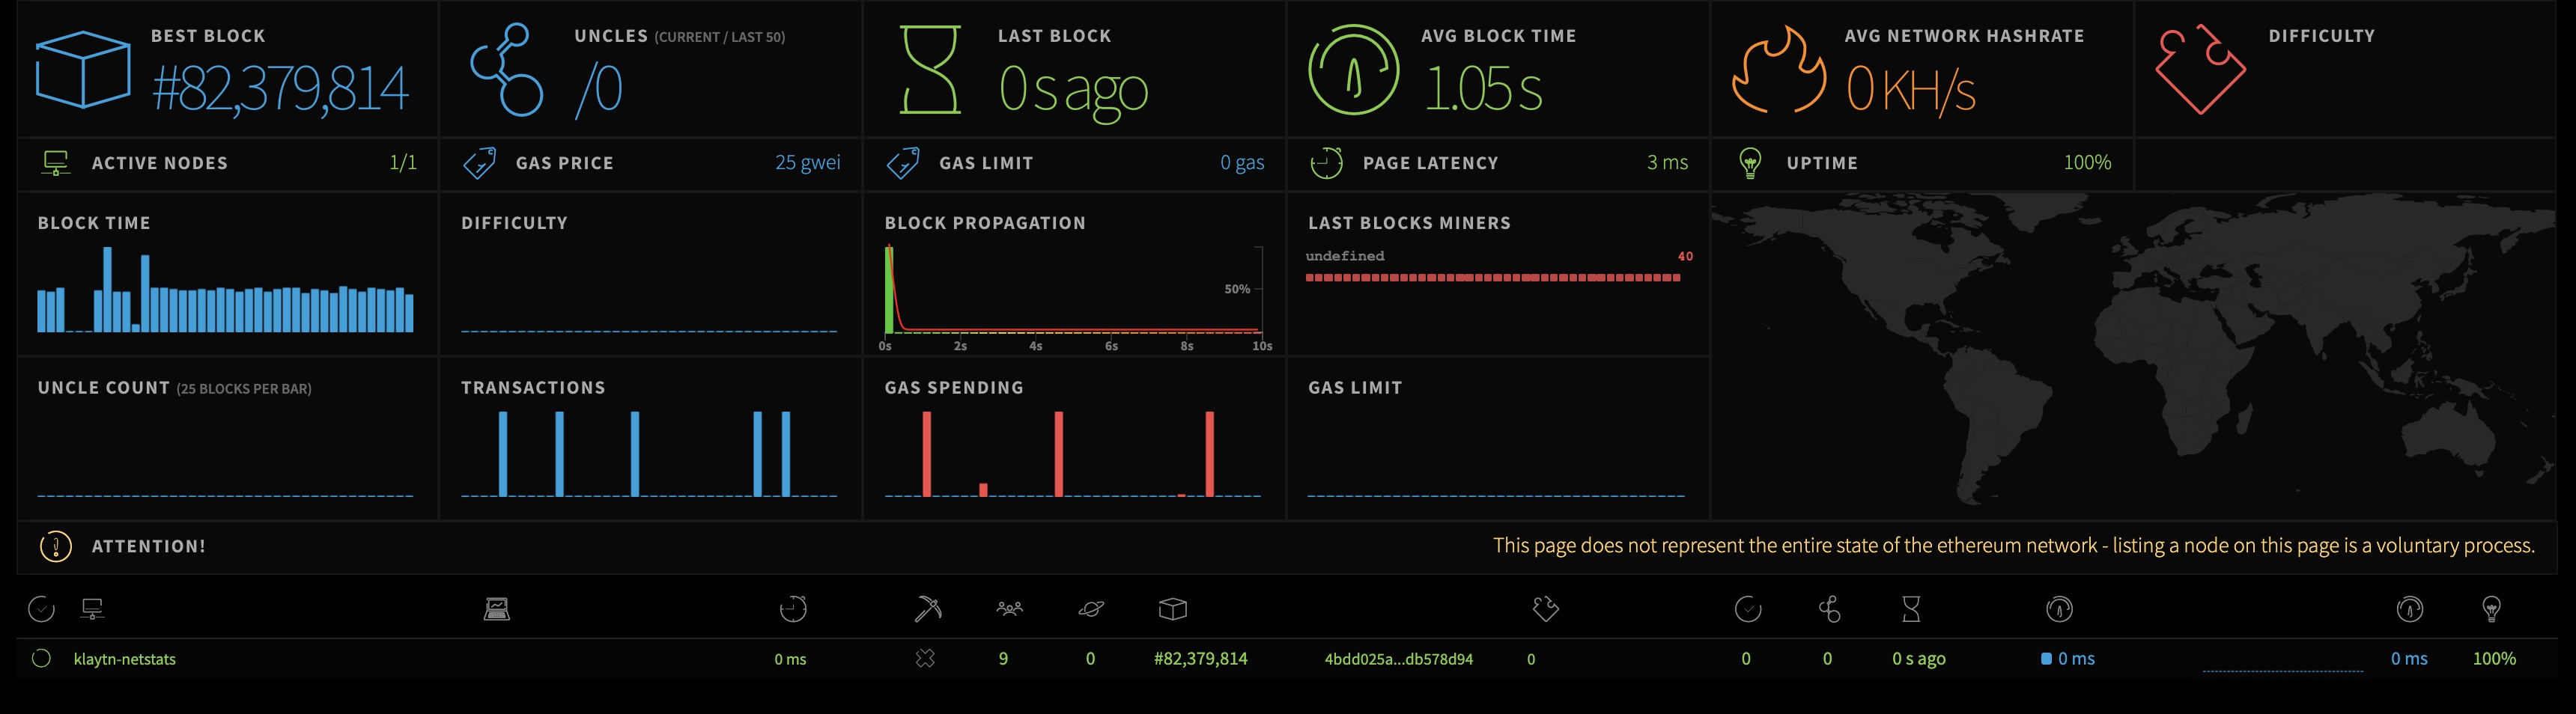 BEST BLOCK
#82,379,814
UNCLES (CURRENT / LAST 50)
/0
LAST BLOCK
0 s ago
AVG BLOCK TIME
1.05 s
AVG NETWORK HASHRATE
0 KH/s
DIFFICULTY
ACTIVE NODES 1/1
GAS PRICE 25 gwei
GAS LIMIT 0 gas
PAGE LATENCY 3 ms
UPTIME 100%
BLOCK TIME
DIFFICULTY
BLOCK PROPAGATION
50%
0s 2s 4s 6s 8s 10s
LAST BLOCKS MINERS
undefined 40
UNCLE COUNT (25 BLOCKS PER BAR)
TRANSACTIONS
GAS SPENDING
GAS LIMIT
ATTENTION! This page does not represent the entire state of the ethereum network - listing a node on this page is a voluntary process.
klaytn-netstats 0 ms 9 0 #82,379,814 4bdd025a...db578d94 0 0 0 0 s ago 0 ms 0 ms 100%